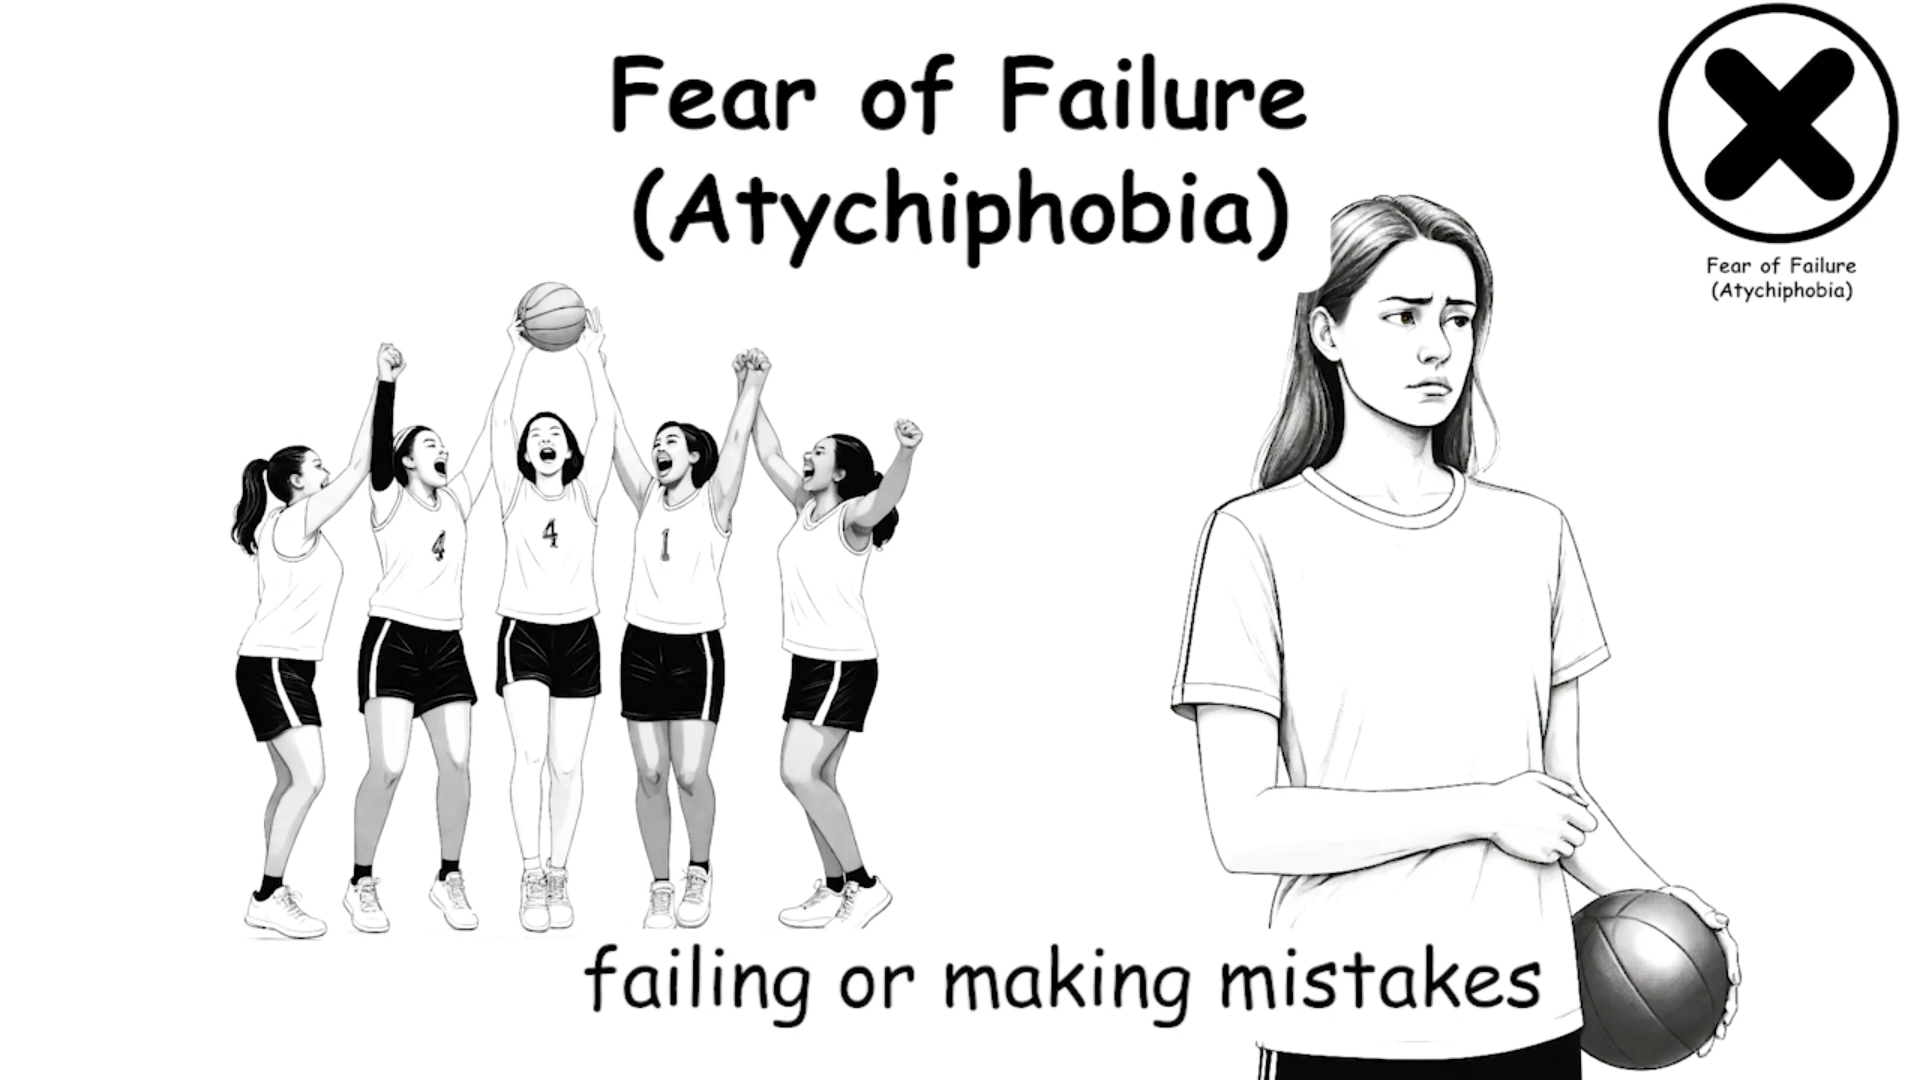 Fear of Failure
(Atychiphobia)
Fear of Failure
(Atychiphobia)
4
4
1
failing or making mistakes